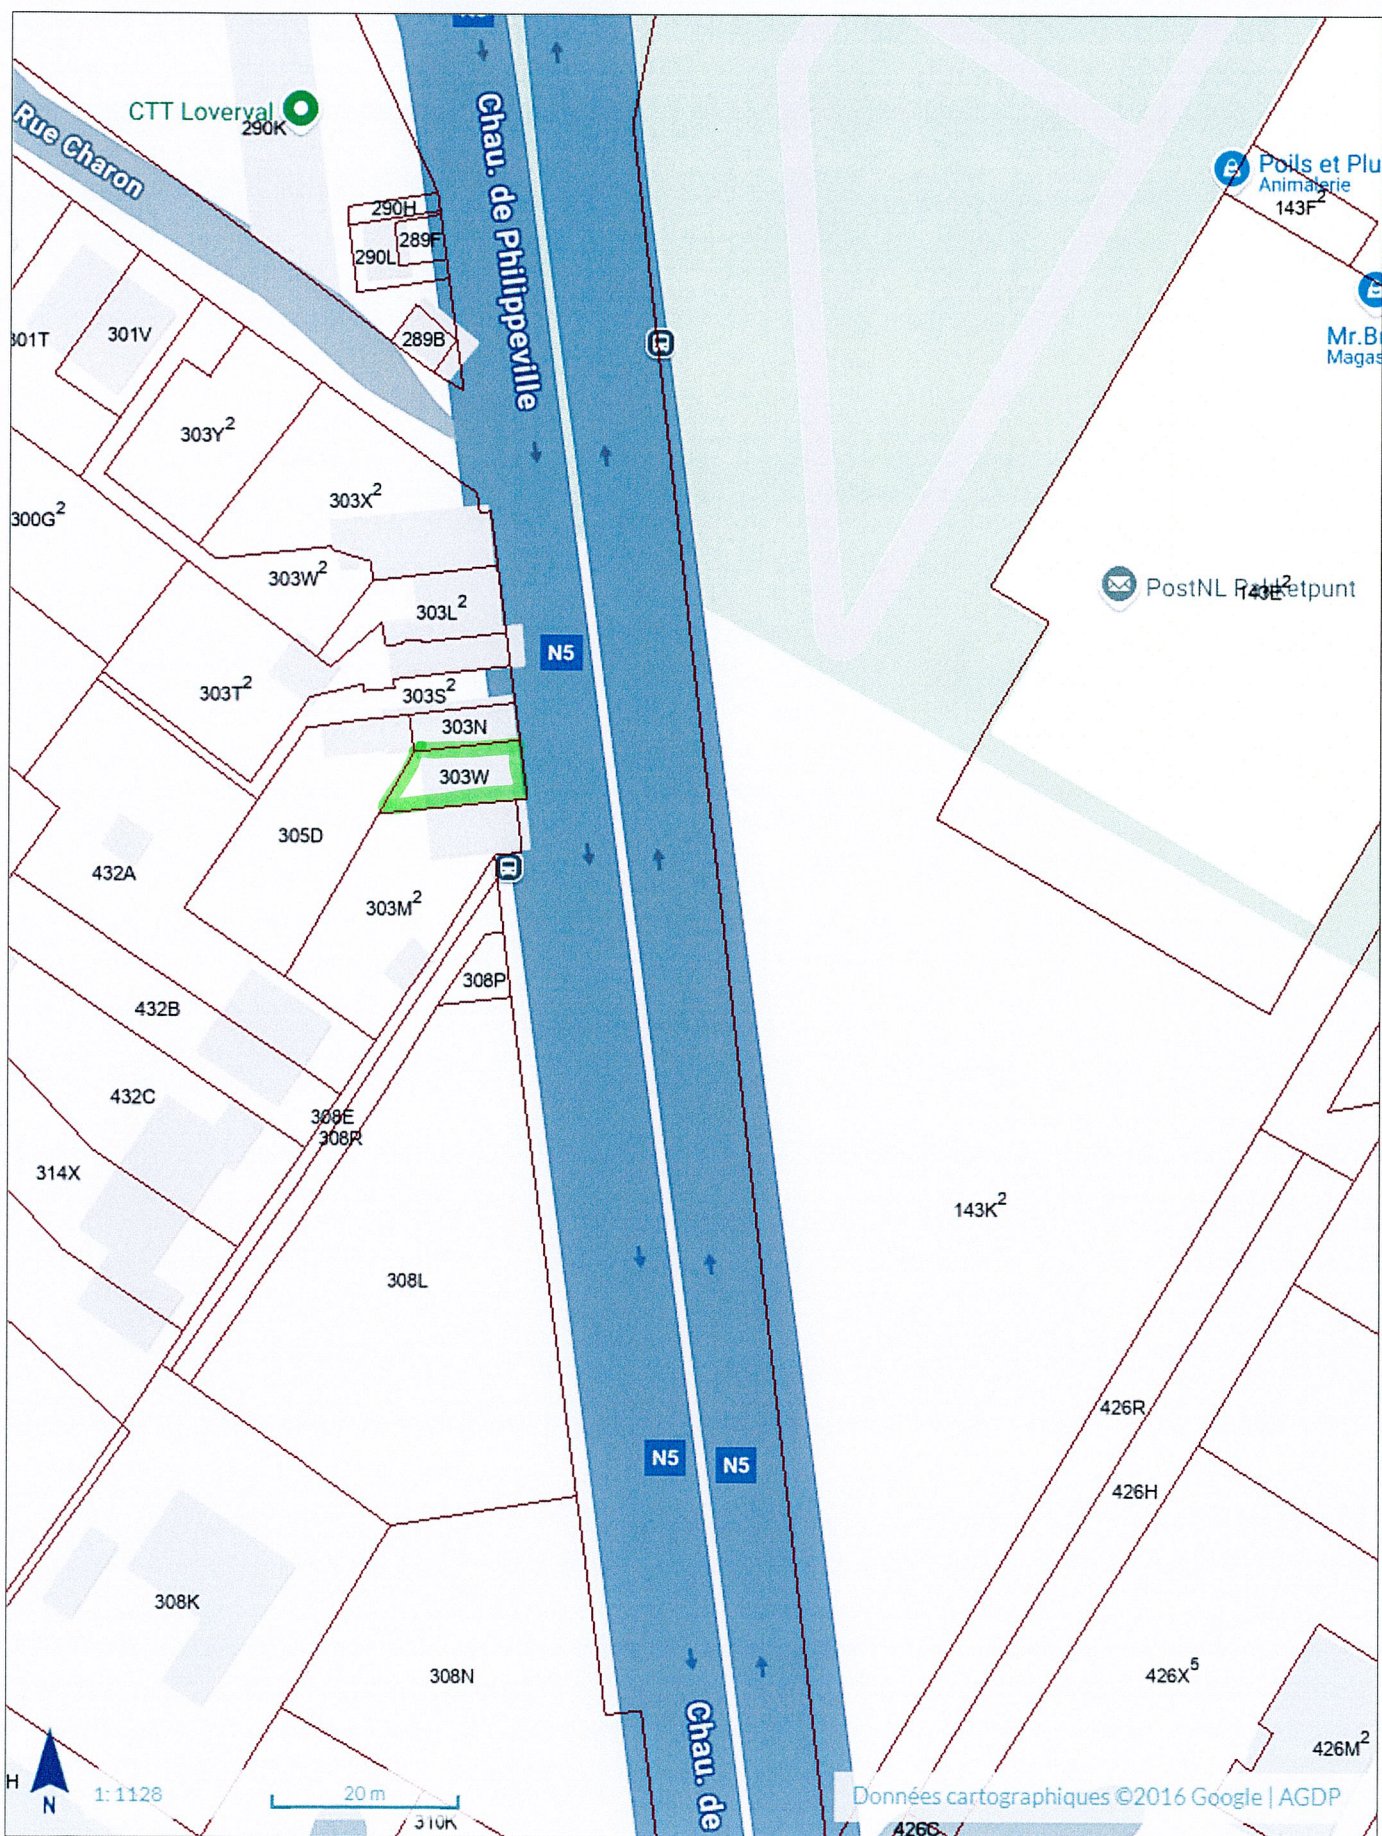 Rue Charon
CTT Loverval
290K
Chau. de Philippeville
Poils et Plu
Animalerie
143F²
290H
289F
290L
289B
Mr.B
Magas
301T
301V
303Y²
303X²
300G²
303W²
303L²
PostNL
143E²
N5
303T²
303S²
303N
303W
305D
432A
303M²
308P
432B
432C
308E
308R
314X
143K²
308L
426R
N5
N5
426H
308K
308N
426X⁵
426M²
Chau. de
H
N
1: 1128
20 m
310K
Données cartographiques ©2016 Google | AGDP
426C